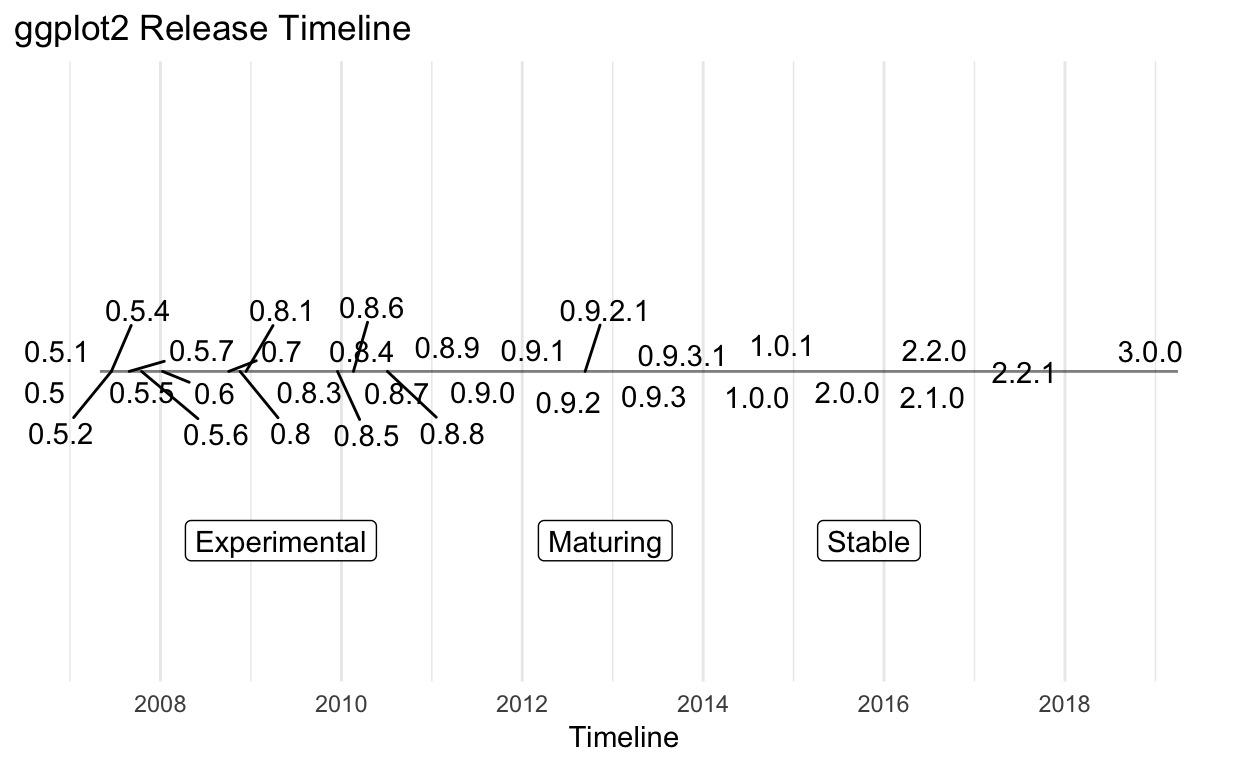 ggplot2 Release Timeline
0.5.4 0.8.1 0.8.6 0.9.2.1
0.5.1 0.5.7 0.7 0.8.4 0.8.9 0.9.1 0.9.3.1 1.0.1 2.2.0 3.0.0
2.2.1
0.5 0.5.5 0.6 0.8.3 0.8.7 0.9.0 0.9.2 0.9.3 1.0.0 2.0.0 2.1.0
0.5.2 0.5.6 0.8 0.8.5 0.8.8
Experimental Maturing Stable
2008 2010 2012 2014 2016 2018
Timeline